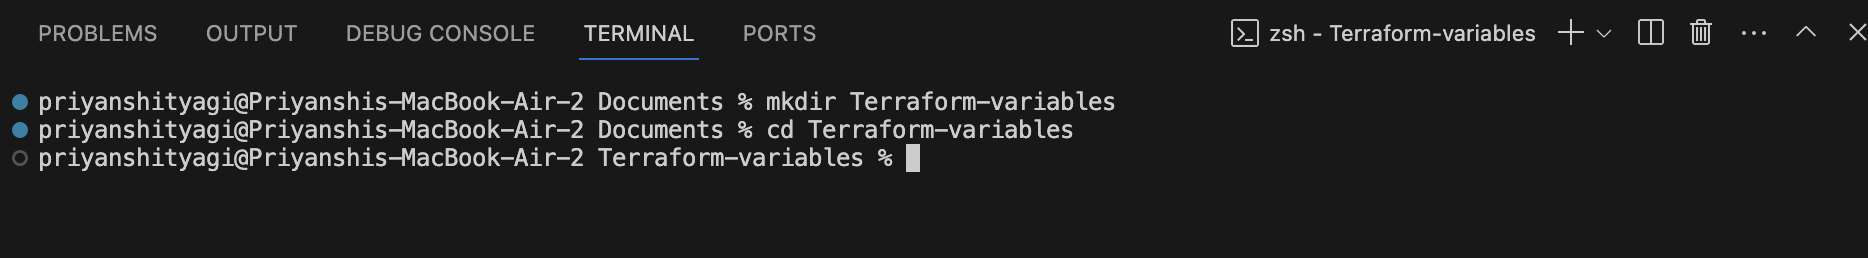 PROBLEMS OUTPUT DEBUG CONSOLE TERMINAL PORTS zsh - Terraform-variables
priyanshityagi@Priyanshis-MacBook-Air-2 Documents % mkdir Terraform-variables
priyanshityagi@Priyanshis-MacBook-Air-2 Documents % cd Terraform-variables
priyanshityagi@Priyanshis-MacBook-Air-2 Terraform-variables %